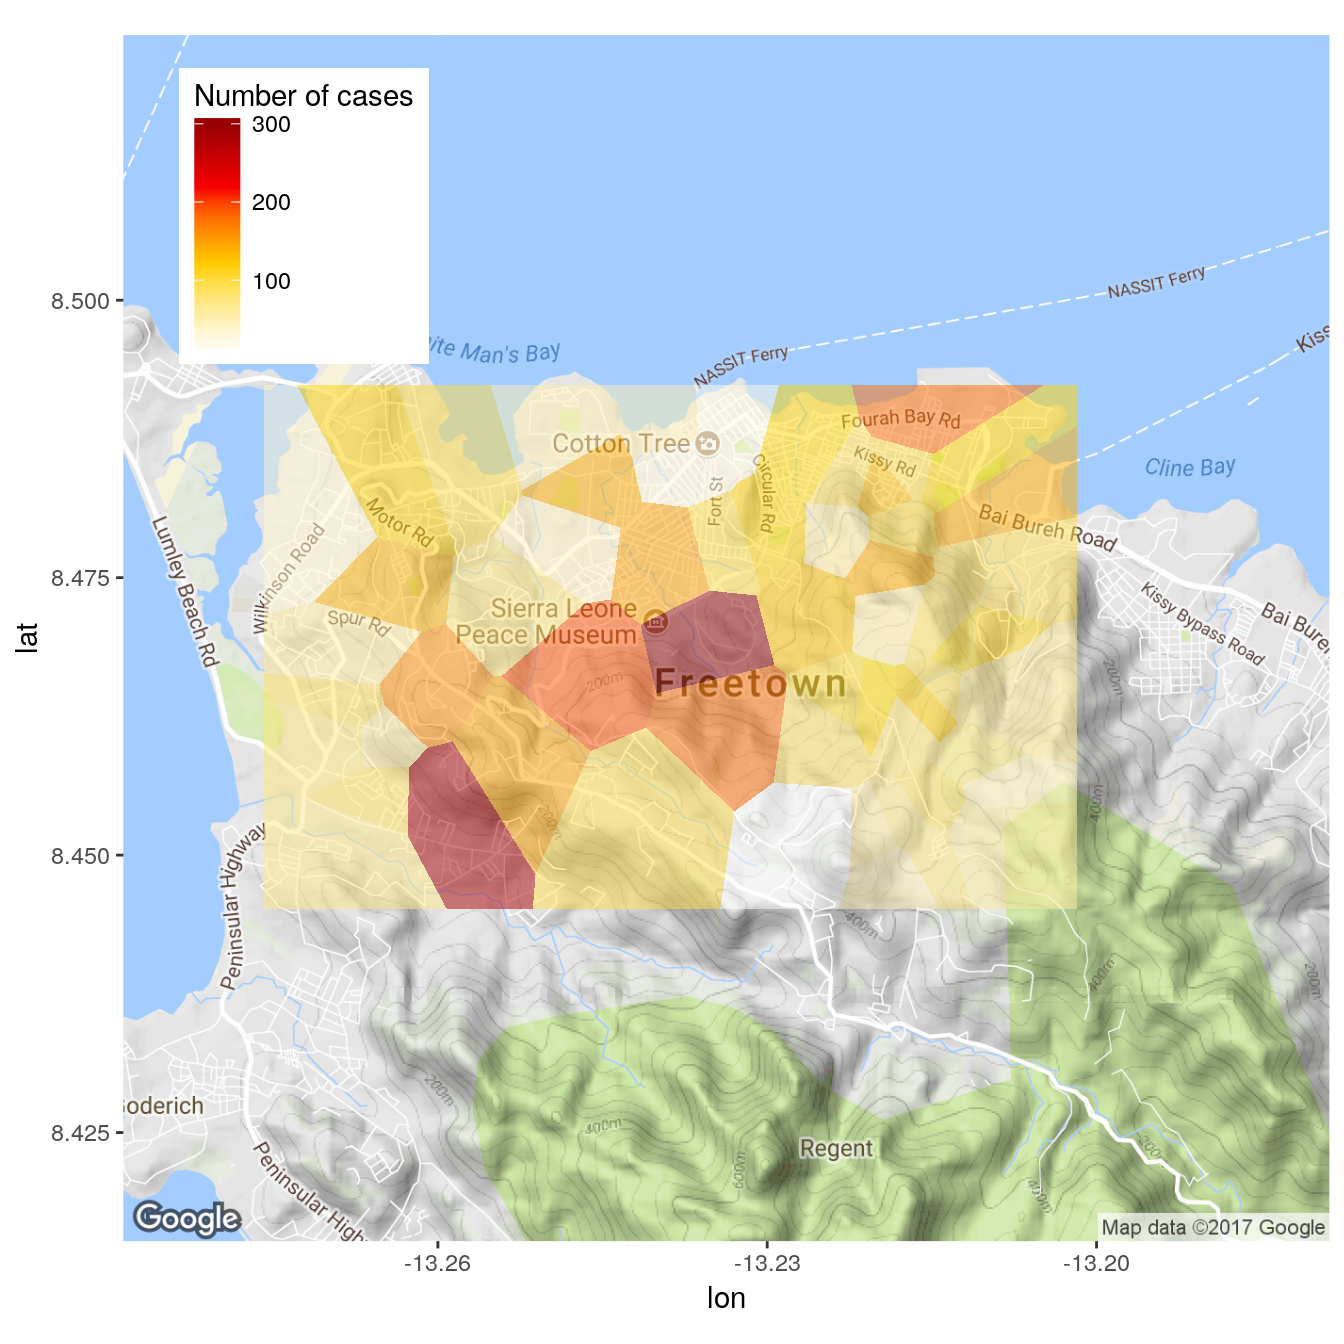 Number of cases
300
200
100
8.500
8.475
8.450
8.425
lat
-13.26
-13.23
-13.20
lon
ite Man's Bay
NASSIT Ferry
NASSIT Ferry
Kiss
Cline Bay
Cotton Tree
Fourah Bay Rd
Kissy Rd
Circular Rd
Fort St
Motor Rd
Bai Bureh Road
Lumley Beach Rd
Wilkinson Road
Spur Rd
Sierra Leone
Peace Museum
Kissy Bypass Road
Bai Bure
200m
200m
Freetown
200m
400m
Peninsular Highway
400m
400m
200m
200m
oderich
400m
600m
Regent
200m
400m
Peninsular High
Google
Map data ©2017 Google